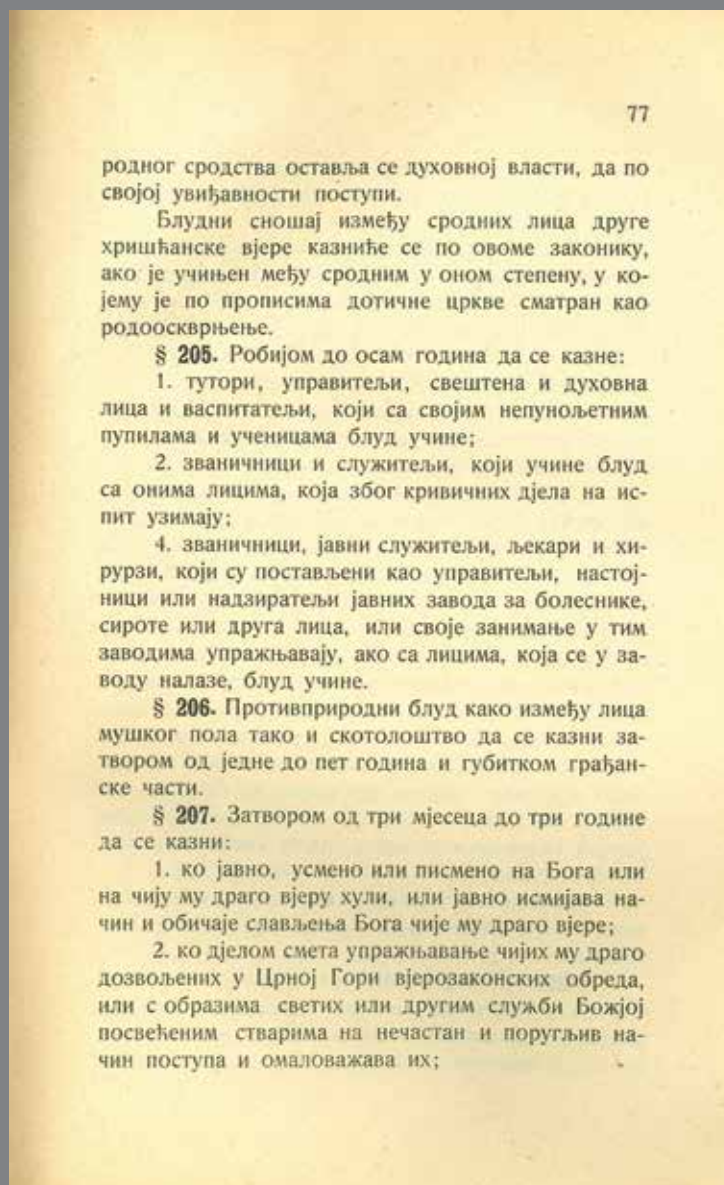 77
родног сродства оставља се духовној власти, да по
својој увиђавности поступи.
Блудни сношај између сродних лица друге
хришћанске вјере казниће се по овоме законику,
ако је учињен међу сродним у оном степену, у ко-
јему је по прописима дотичне цркве сматран као
родооскврњење.
§ 205. Робијом до осам година да се казне:
1. тутори, управитељи, свештена и духовна
лица и васпитатељи, који са својим непунољетним
пупилама и ученицама блуд учине;
2. званичници и служитељи, који учине блуд
са онима лицима, која због кривичних дјела на ис-
пит узимају;
4. званичници, јавни служитељи, љекари и хи-
рурзи, који су постављени као управитељи, настој-
ници или надзиратељи јавних завода за болеснике,
сироте или друга лица, или своје занимање у тим
заводима упражњавају, ако са лицима, која се у за-
воду налазе, блуд учине.
§ 206. Противприродни блуд како између лица
мушког пола тако и скотолоштво да се казни за-
твором од једне до пет година и губитком грађан-
ске части.
§ 207. Затвором од три мјесеца до три године
да се казни:
1. ко јавно, усмено или писмено на Бога или
на чију му драго вјеру хули, или јавно исмијава на-
чин и обичаје слављења Бога чије му драго вјере;
2. ко дјелом смета упражњавање чијих му драго
дозвољених у Црној Гори вјерозаконских обреда,
или с образима светих или другим служби Божјој
посвећеним стварима на нечастан и поругљив на-
чин поступа и омаловажава их;